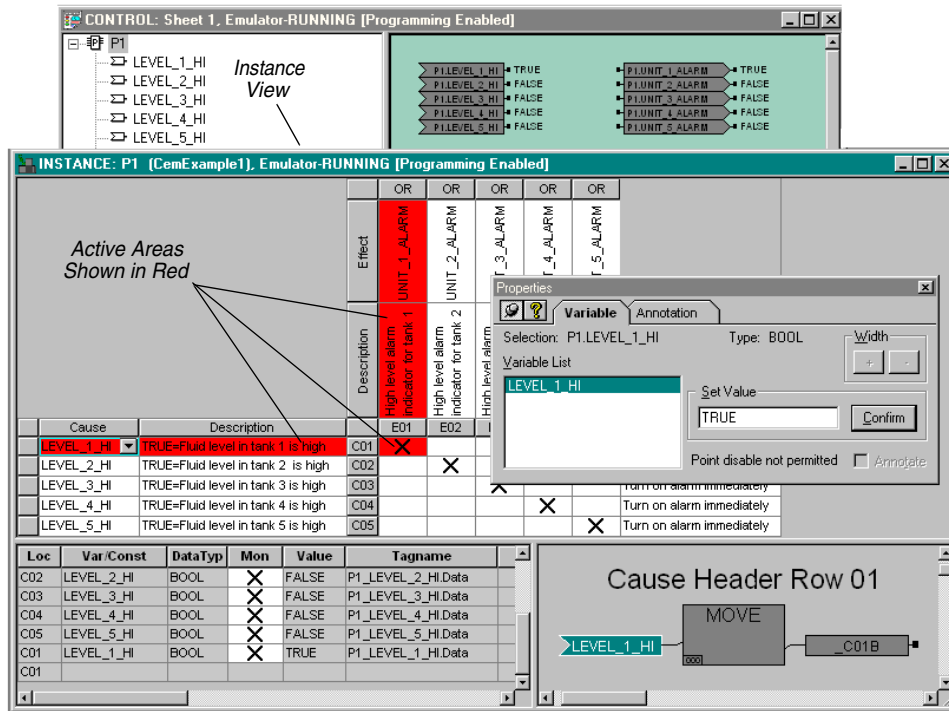 CONTROL: Sheet 1, Emulator-RUNNING [Programming Enabled]
P1
LEVEL_1_HI
LEVEL_2_HI
LEVEL_3_HI
LEVEL_4_HI
LEVEL_5_HI
Instance
View
P1.LEVEL_1_HI TRUE
P1.LEVEL_2_HI FALSE
P1.LEVEL_3_HI FALSE
P1.LEVEL_4_HI FALSE
P1.LEVEL_5_HI FALSE
P1.UNIT_1_ALARM TRUE
P1.UNIT_2_ALARM FALSE
P1.UNIT_3_ALARM FALSE
P1.UNIT_4_ALARM FALSE
P1.UNIT_5_ALARM FALSE
INSTANCE: P1 (CemExample1), Emulator-RUNNING [Programming Enabled]
Active Areas
Shown in Red
OR OR OR OR OR
Effect
UNIT_1_ALARM
UNIT_2_ALARM
_3_ALARM
_4_ALARM
_5_ALARM
Description
High level alarm
indicator for tank 1
High level alarm
indicator for tank 2
High level alarm
E01 E02
Properties
Variable Annotation
Selection: P1.LEVEL_1_HI Type: BOOL
Width
+ -
Variable List
LEVEL_1_HI
Set Value
TRUE
Confirm
Point disable not permitted
Annotate
Cause Description
LEVEL_1_HI TRUE=Fluid level in tank 1 is high C01 X
LEVEL_2_HI TRUE=Fluid level in tank 2 is high C02 X
LEVEL_3_HI TRUE=Fluid level in tank 3 is high C03 X Turn on alarm immediately
LEVEL_4_HI TRUE=Fluid level in tank 4 is high C04 X Turn on alarm immediately
LEVEL_5_HI TRUE=Fluid level in tank 5 is high C05 X Turn on alarm immediately
Loc Var/Const DataTyp Mon Value Tagname
C02 LEVEL_2_HI BOOL X FALSE P1_LEVEL_2_HI.Data
C03 LEVEL_3_HI BOOL X FALSE P1_LEVEL_3_HI.Data
C04 LEVEL_4_HI BOOL X FALSE P1_LEVEL_4_HI.Data
C05 LEVEL_5_HI BOOL X FALSE P1_LEVEL_5_HI.Data
C01 LEVEL_1_HI BOOL X TRUE P1_LEVEL_1_HI.Data
C01
Cause Header Row 01
MOVE
LEVEL_1_HI
000
_C01B